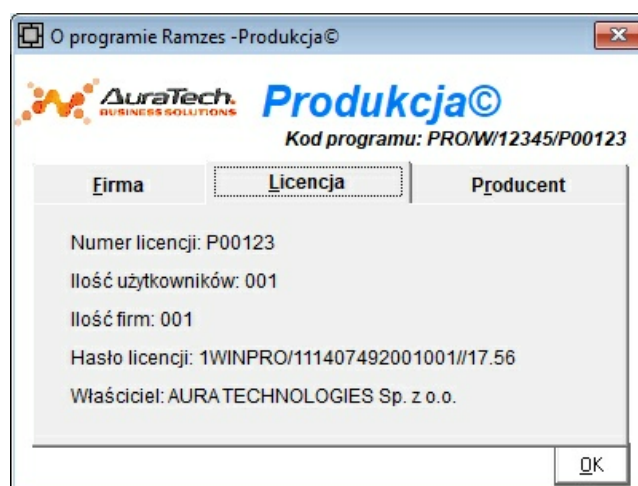 O programie Ramzes -Produkcja©
AuraTech.
BUSINESS SOLUTIONS
Produkcja©
Kod programu: PRO/W/12345/P00123
Firma
Licencja
Producent
Numer licencji: P00123
Ilość użytkowników: 001
Ilość firm: 001
Hasło licencji: 1WINPRO/111407492001001//17.56
Właściciel: AURA TECHNOLOGIES Sp. z o.o.
OK